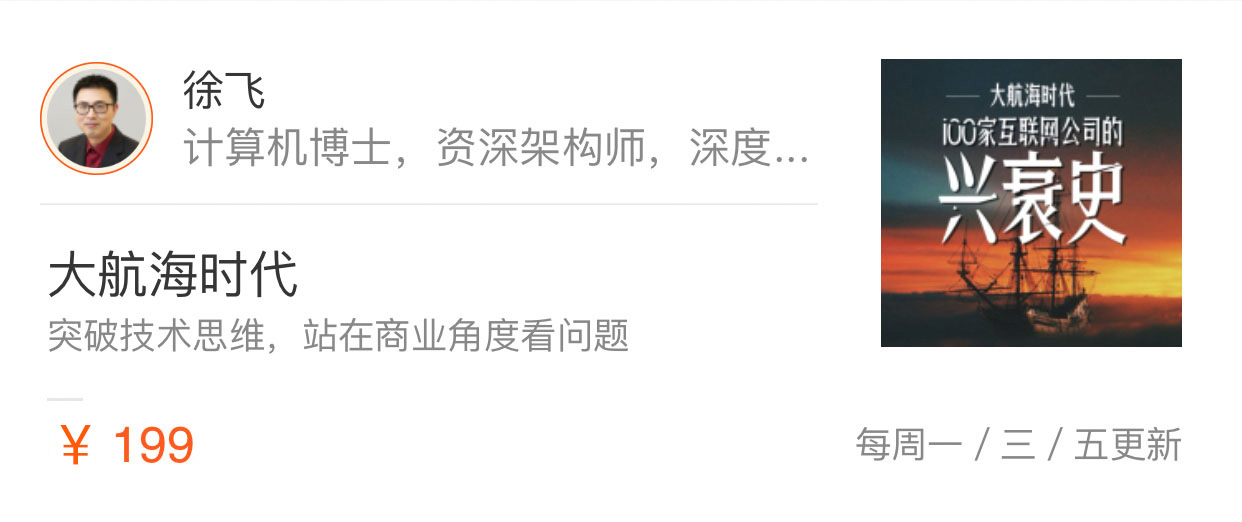 徐飞
计算机博士，资深架构师，深度...
大航海时代
100家互联网公司的
兴衰史
大航海时代
突破技术思维，站在商业角度看问题
¥ 199
每周一 / 三 / 五更新